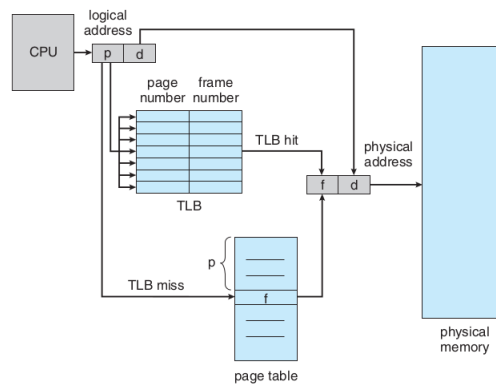 logical
address
CPU
p
d
page
number
frame
number
TLB hit
physical
address
f
d
TLB
p
TLB miss
f
page table
physical
memory